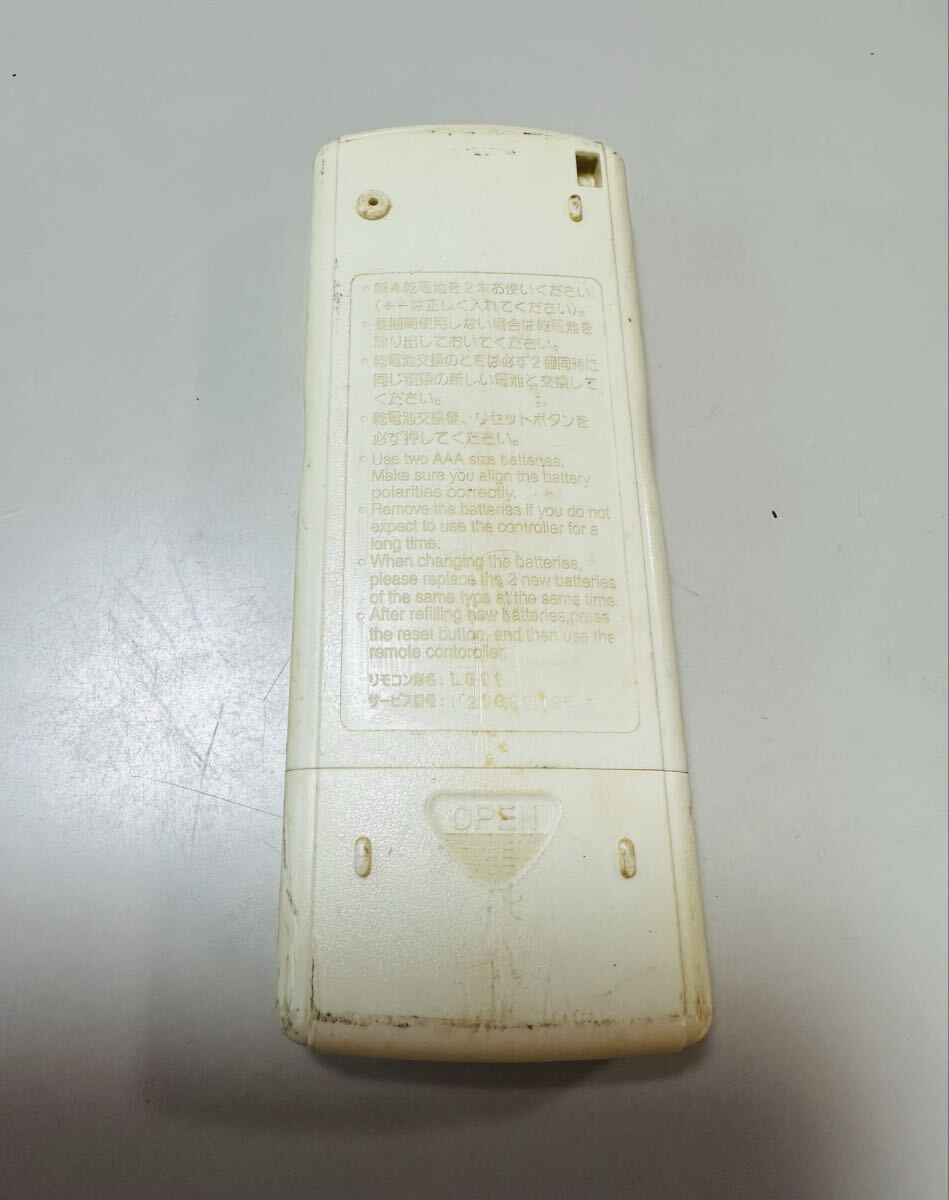 ○ 単4乾電池を2本お使いください
(+ーは正しく入れてください)。
○ 長期間使用しない場合は乾電池を
取り出しておいてください。
○ 乾電池交換のときは必ず2個同時に
同じ種類の新しい電池と交換して
ください。
○ 乾電池交換後、リセットボタンを
必ず押してください。
○ Use two AAA size batteries.
Make sure you align the battery
polarities correctly.
○ Remove the batteries if you do not
expect to use the controller for a
long time.
○ When changing the batteries,
please replace the 2 new batteries
of the same type at the same time.
○ After refilling new batteries,press
the reset button, and then use the
remote contoroller.
リモコン形名: LG11
サービス番号:
OPEN